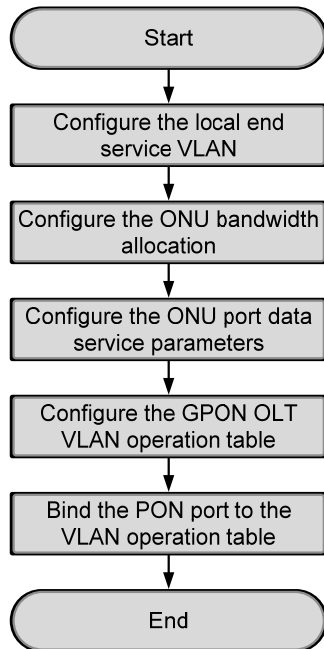 Start
Configure the local end
service VLAN
Configure the ONU bandwidth
allocation
Configure the ONU port data
service parameters
Configure the GPON OLT
VLAN operation table
Bind the PON port to the
VLAN operation table
End